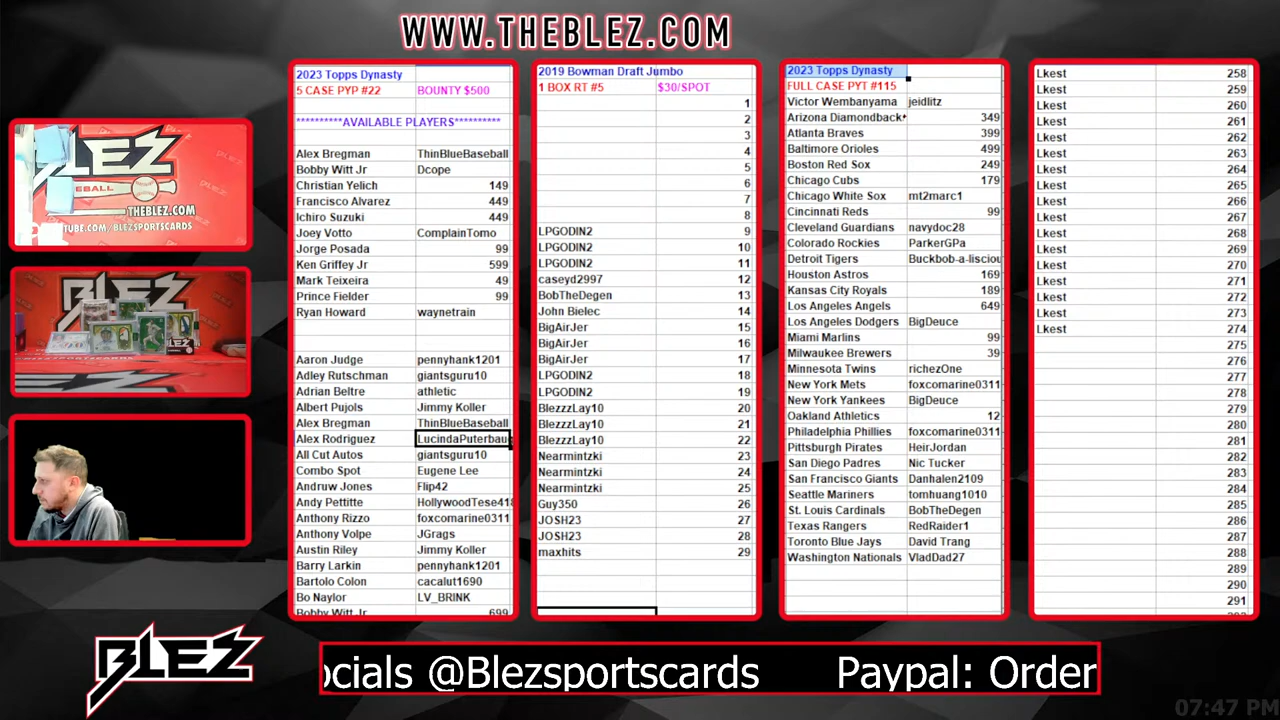 WWW.THEBLEZ.COM
BLEZ
THEBLEZ.COM
2023 Topps Dynasty
5 CASE PYP #22 BOUNTY $500
**********AVAILABLE PLAYERS**********
Alex Bregman ThinBlueBaseball
Bobby Witt Jr Dcope
Christian Yelich 149
Francisco Alvarez 449
Ichiro Suzuki 449
Joey Votto ComplainTomo
Jorge Posada 99
Ken Griffey Jr 599
Mark Teixeira 49
Prince Fielder 99
Ryan Howard waynetrain
Aaron Judge pennyhank1201
Adley Rutschman giantsguru10
Adrian Beltre athletic
Albert Pujols Jimmy Koller
Alex Bregman ThinBlueBaseball
Alex Rodriguez LucindaPuterbau
All Cut Autos giantsguru10
Combo Spot Eugene Lee
Andruw Jones Flip42
Andy Pettitte HollywoodTese41
Anthony Rizzo foxcomarine0311
Anthony Volpe JGrags
Austin Riley Jimmy Koller
Barry Larkin pennyhank1201
Bartolo Colon cacalut1690
Bo Naylor LV_BRINK
Bobby Witt Jr 699
2019 Bowman Draft Jumbo
1 BOX RT #5 $30/SPOT
1
2
3
4
5
6
7
8
LPGODIN2 9
LPGODIN2 10
LPGODIN2 11
caseyd2997 12
BobTheDegen 13
John Bielec 14
BigAirJer 15
BigAirJer 16
BigAirJer 17
LPGODIN2 18
LPGODIN2 19
BlezzzLay10 20
BlezzzLay10 21
BlezzzLay10 22
Nearmintzki 23
Nearmintzki 24
Nearmintzki 25
Guy350 26
JOSH23 27
JOSH23 28
maxhits 29
2023 Topps Dynasty
FULL CASE PYT #115
Victor Wembanyama jeidlitz
Arizona Diamondback 349
Atlanta Braves 399
Baltimore Orioles 499
Boston Red Sox 249
Chicago Cubs 179
Chicago White Sox mt2marc1
Cincinnati Reds 99
Cleveland Guardians navydoc28
Colorado Rockies ParkerGPa
Detroit Tigers Buckbob-a-lisciou
Houston Astros 169
Kansas City Royals 189
Los Angeles Angels 649
Los Angeles Dodgers BigDeuce
Miami Marlins 99
Milwaukee Brewers 39
Minnesota Twins richezOne
New York Mets foxcomarine0311
New York Yankees BigDeuce
Oakland Athletics 12
Philadelphia Phillies foxcomarine0311
Pittsburgh Pirates HeirJordan
San Diego Padres Nic Tucker
San Francisco Giants Danhalen2109
Seattle Mariners tomhuang1010
St. Louis Cardinals BobTheDegen
Texas Rangers RedRaider1
Toronto Blue Jays David Trang
Washington Nationals VladDad27
Lkest 258
Lkest 259
Lkest 260
Lkest 261
Lkest 262
Lkest 263
Lkest 264
Lkest 265
Lkest 266
Lkest 267
Lkest 268
Lkest 269
Lkest 270
Lkest 271
Lkest 272
Lkest 273
Lkest 274
275
276
277
278
279
280
281
282
283
284
285
286
287
288
289
290
291
BLEZ
ocials @Blezsportscards Paypal: Order
07:47 PM